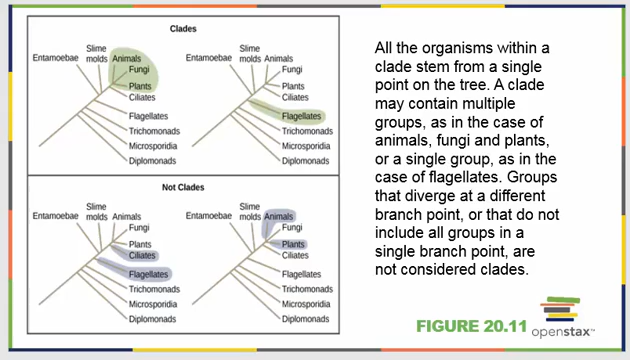 Clades
Slime
Entamoebae molds Animals
Fungi
Plants
Ciliates
Flagellates
Trichomonads
Microsporidia
Diplomonads
Slime
Entamoebae molds Animals
Fungi
Plants
Ciliates
Flagellates
Trichomonads
Microsporidia
Diplomonads
Not Clades
Slime
Entamoebae molds Animals
Fungi
Plants
Ciliates
Flagellates
Trichomonads
Microsporidia
Diplomonads
Slime
Entamoebae molds Animals
Fungi
Plants
Ciliates
Flagellates
Trichomonads
Microsporidia
Diplomonads
All the organisms within a
clade stem from a single
point on the tree. A clade
may contain multiple
groups, as in the case of
animals, fungi and plants,
or a single group, as in the
case of flagellates. Groups
that diverge at a different
branch point, or that do not
include all groups in a
single branch point, are
not considered clades.
FIGURE 20.11
openstax™